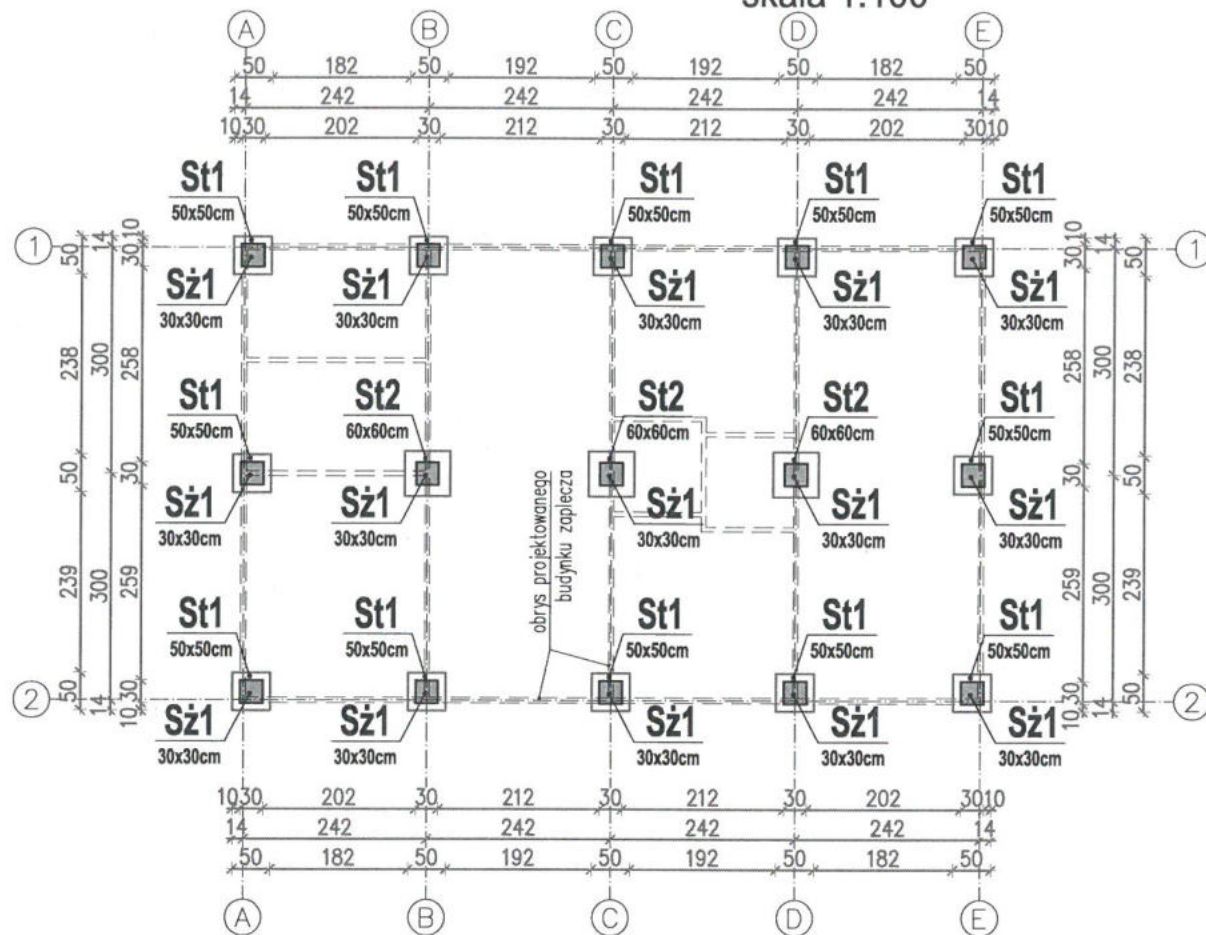 skala 1:100
A B C D E
50 182 50 192 50 192 50 182 50
14 242 242 242 242 14
10 30 202 30 212 30 212 30 202 30 10
St1 St1 St1 St1 St1
50x50cm 50x50cm 50x50cm 50x50cm 50x50cm
1 1
Sż1 Sż1 Sż1 Sż1 Sż1
30x30cm 30x30cm 30x30cm 30x30cm 30x30cm
50 14 30 10 10 30 14 50
238 300 258 258 300 238
St1 St2 St2 St2 St1
50x50cm 60x60cm 60x60cm 60x60cm 50x50cm
50 30 30 50
Sż1 Sż1 Sż1 Sż1 Sż1
30x30cm 30x30cm 30x30cm 30x30cm 30x30cm
obrys projektowanego
budynku zaplecza
239 300 259 259 300 239
St1 St1 St1 St1 St1
50x50cm 50x50cm 50x50cm 50x50cm 50x50cm
50 14 10 30 10 30 14 50
2 2
Sż1 Sż1 Sż1 Sż1 Sż1
30x30cm 30x30cm 30x30cm 30x30cm 30x30cm
10 30 202 30 212 30 212 30 202 30 10
14 242 242 242 242 14
50 182 50 192 50 192 50 182 50
A B C D E